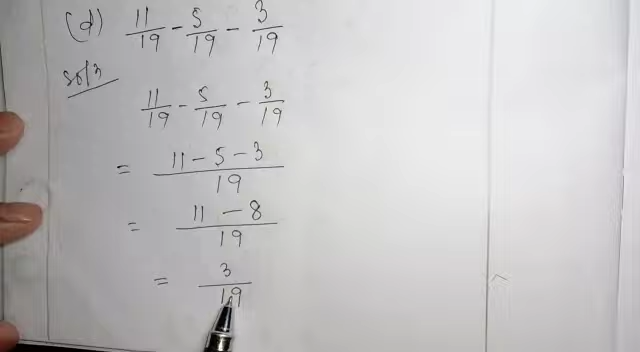 (d) 11/19 - 5/19 - 3/19
Sol^n
11/19 - 5/19 - 3/19
= 11 - 5 - 3 / 19
= 11 - 8 / 19
= 3/19